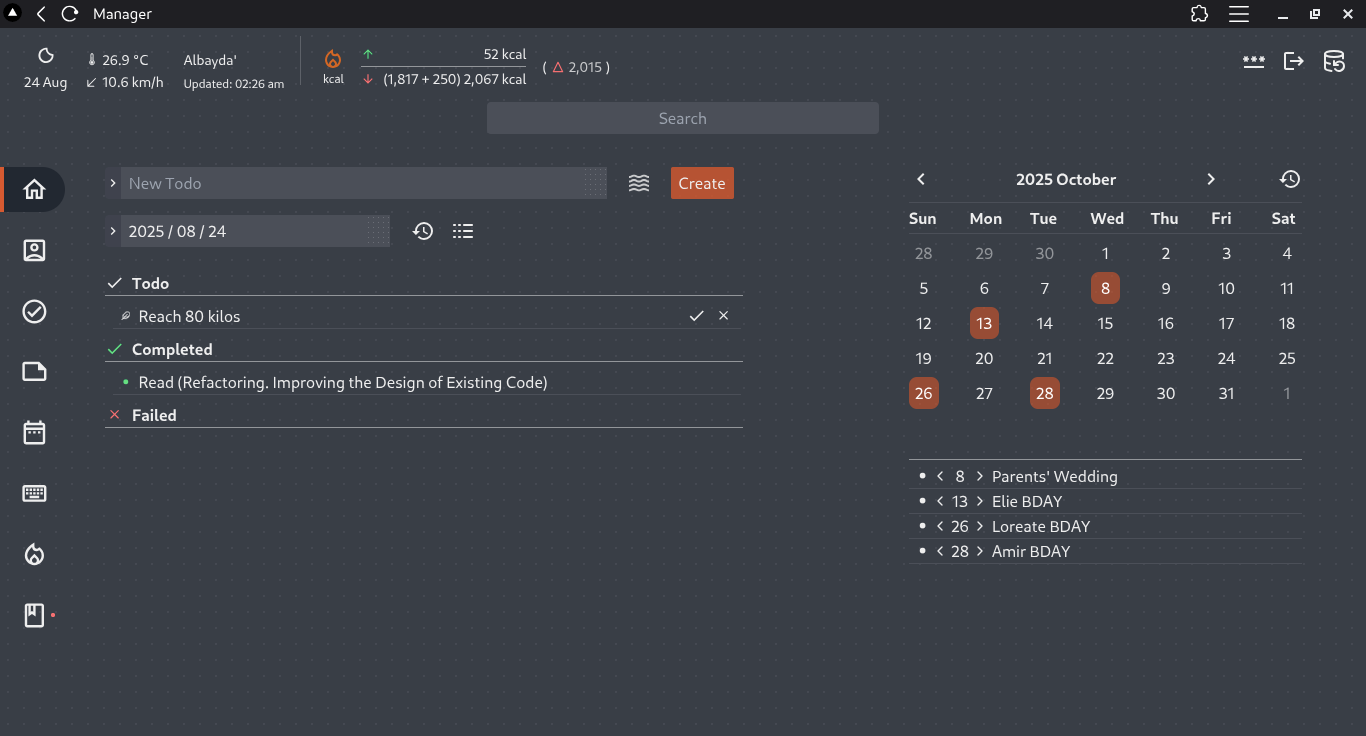 Manager
24 Aug
26.9 °C
10.6 km/h
Albayda'
Updated: 02:26 am
kcal
52 kcal
(1,817 + 250) 2,067 kcal
( △ 2,015 )
***
Search
New Todo
Create
2025 / 08 / 24
Todo
Reach 80 kilos
Completed
Read (Refactoring. Improving the Design of Existing Code)
Failed
2025 October
Sun Mon Tue Wed Thu Fri Sat
28 29 30 1 2 3 4
5 6 7 8 9 10 11
12 13 14 15 16 17 18
19 20 21 22 23 24 25
26 27 28 29 30 31 1
• < 8 > Parents' Wedding
• < 13 > Elie BDAY
• < 26 > Loreate BDAY
• < 28 > Amir BDAY